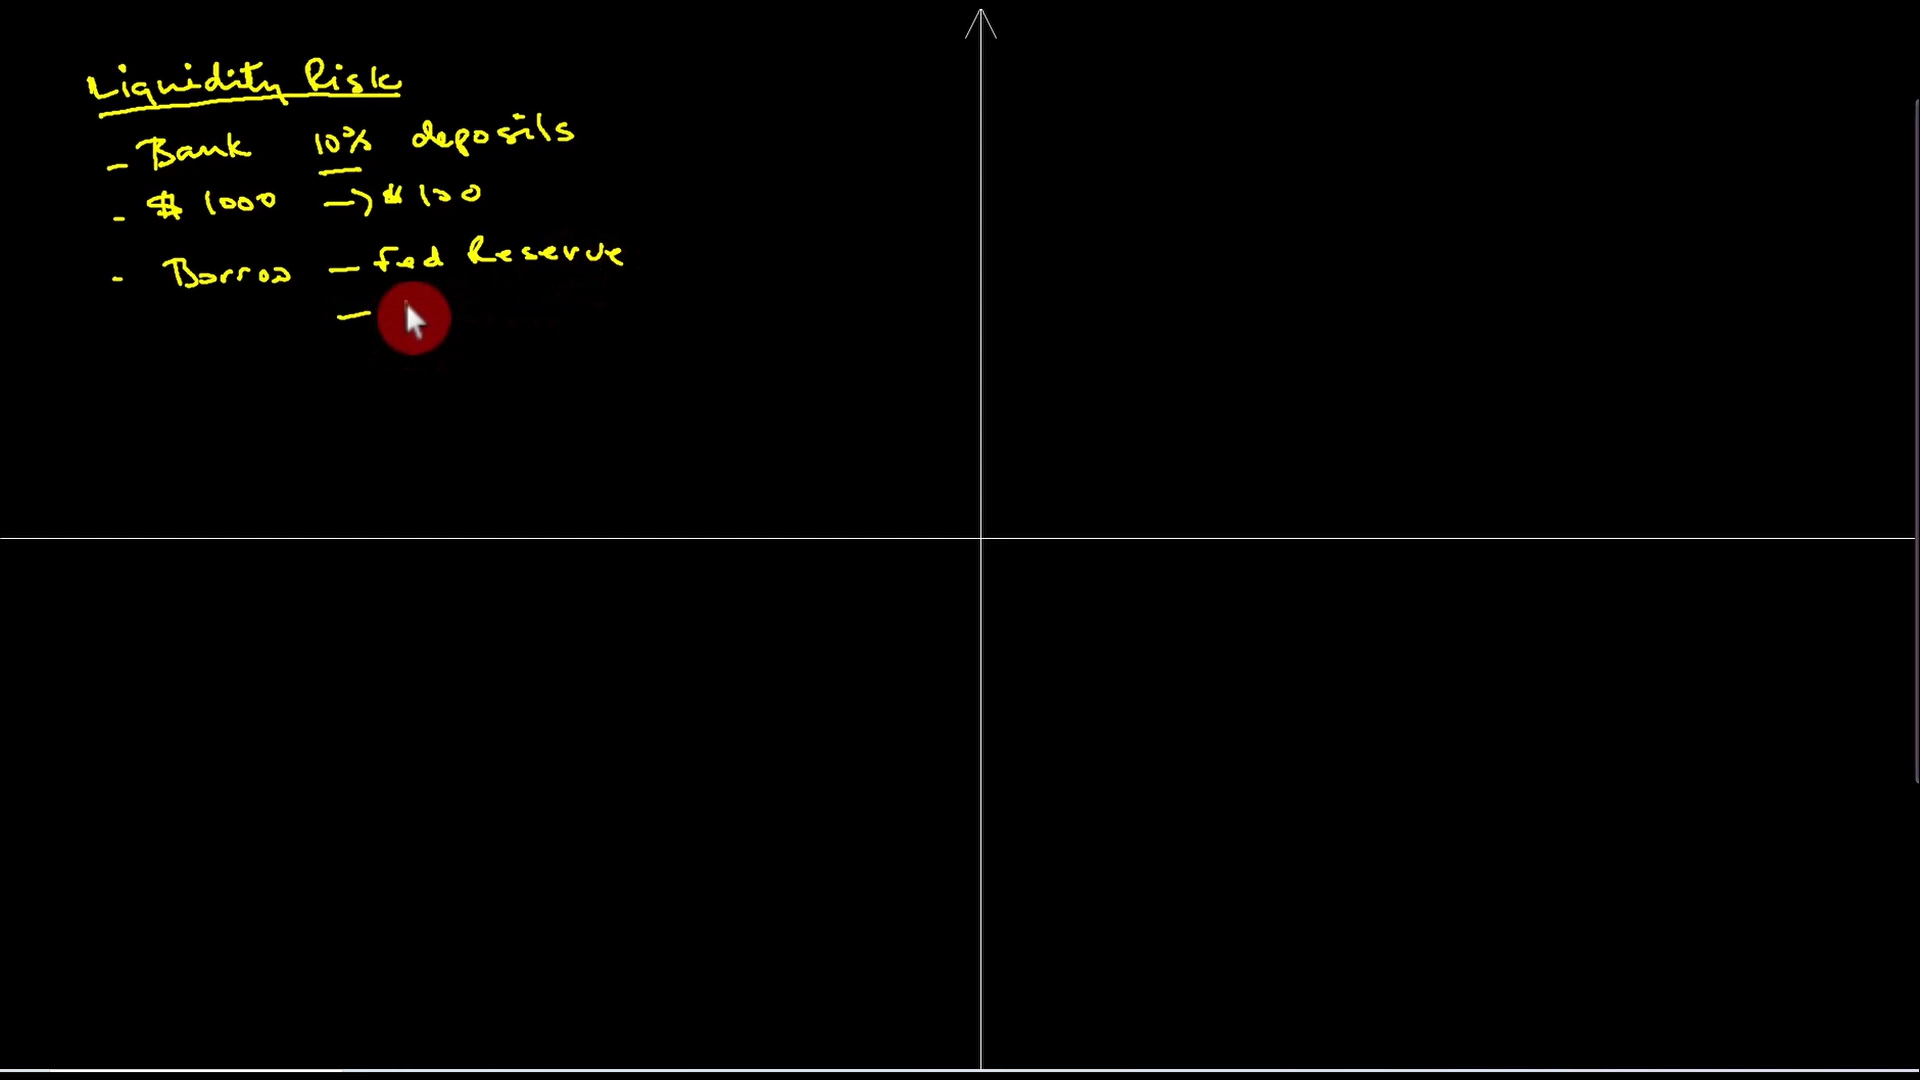 Liquidity Risk
- Bank 10% deposits
- $ 1000 → $ 100
- Borrow - Fed Reserve
-